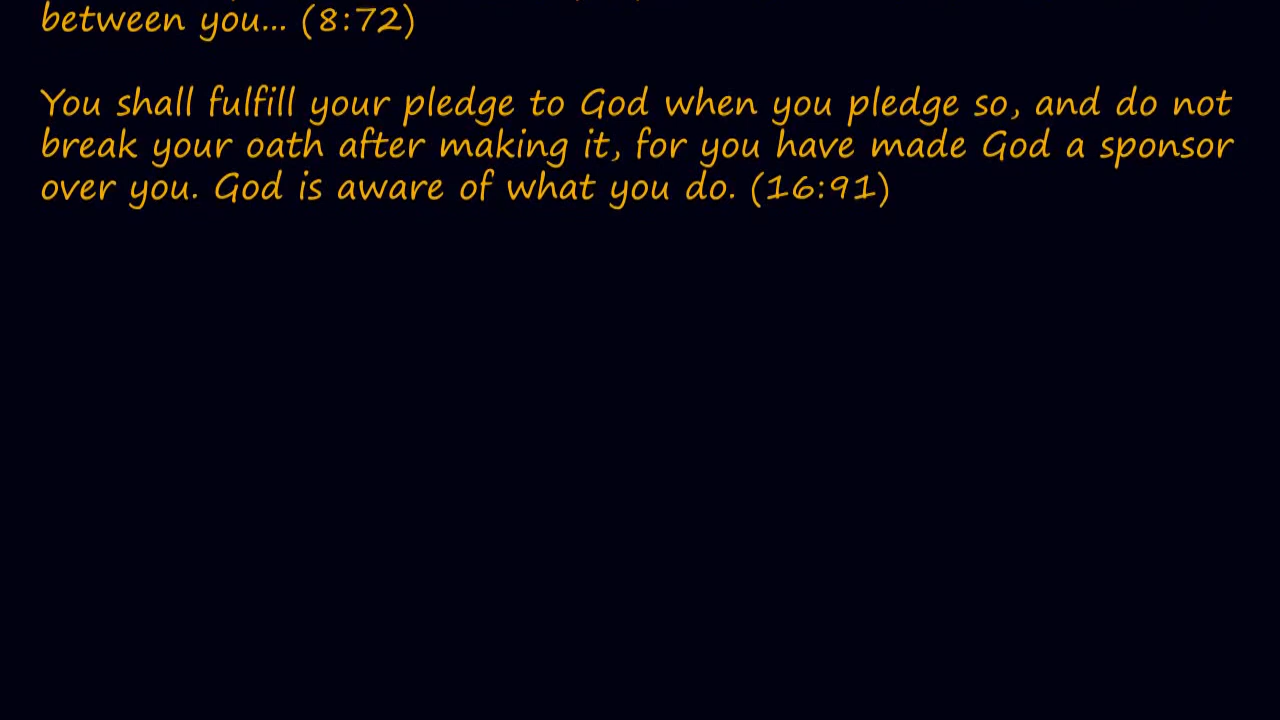 between you... (8:72)
You shall fulfill your pledge to God when you pledge so, and do not
break your oath after making it, for you have made God a sponsor
over you. God is aware of what you do. (16:91)